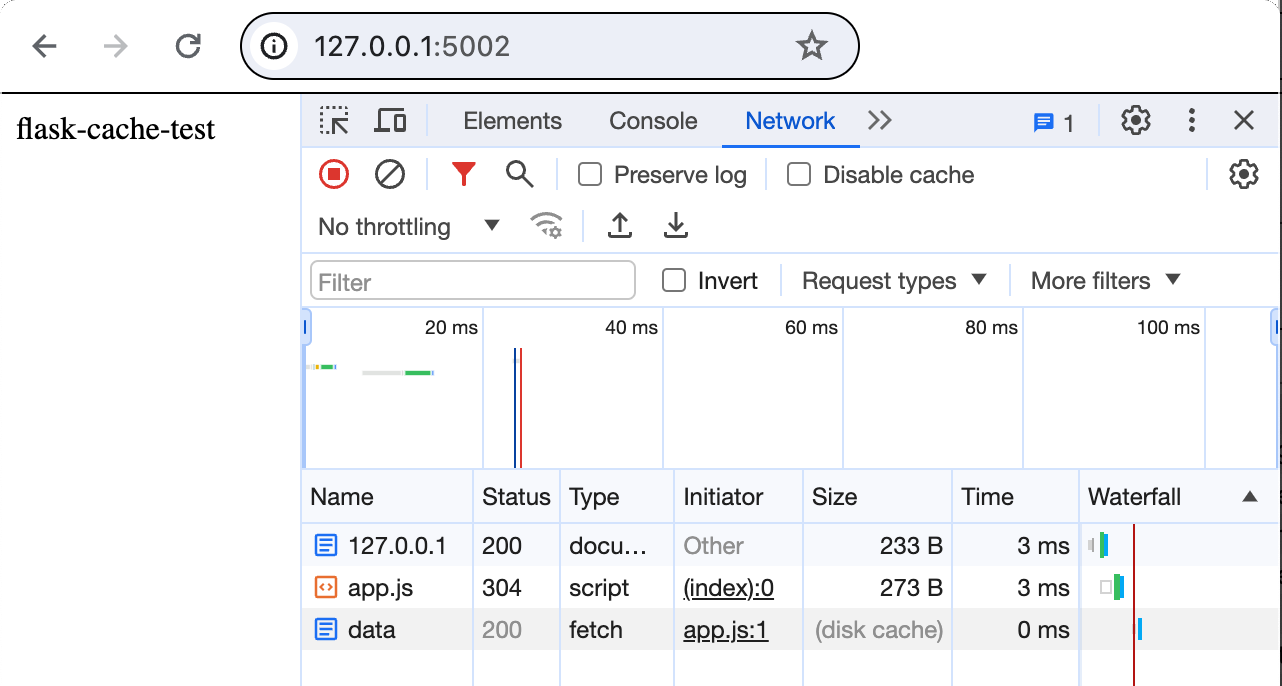 127.0.0.1:5002
flask-cache-test
Elements Console Network 1
Preserve log Disable cache
No throttling
Filter Invert Request types More filters
20 ms 40 ms 60 ms 80 ms 100 ms
Name Status Type Initiator Size Time Waterfall
127.0.0.1 200 docu... Other 233 B 3 ms
app.js 304 script (index):0 273 B 3 ms
data 200 fetch app.js:1 (disk cache) 0 ms